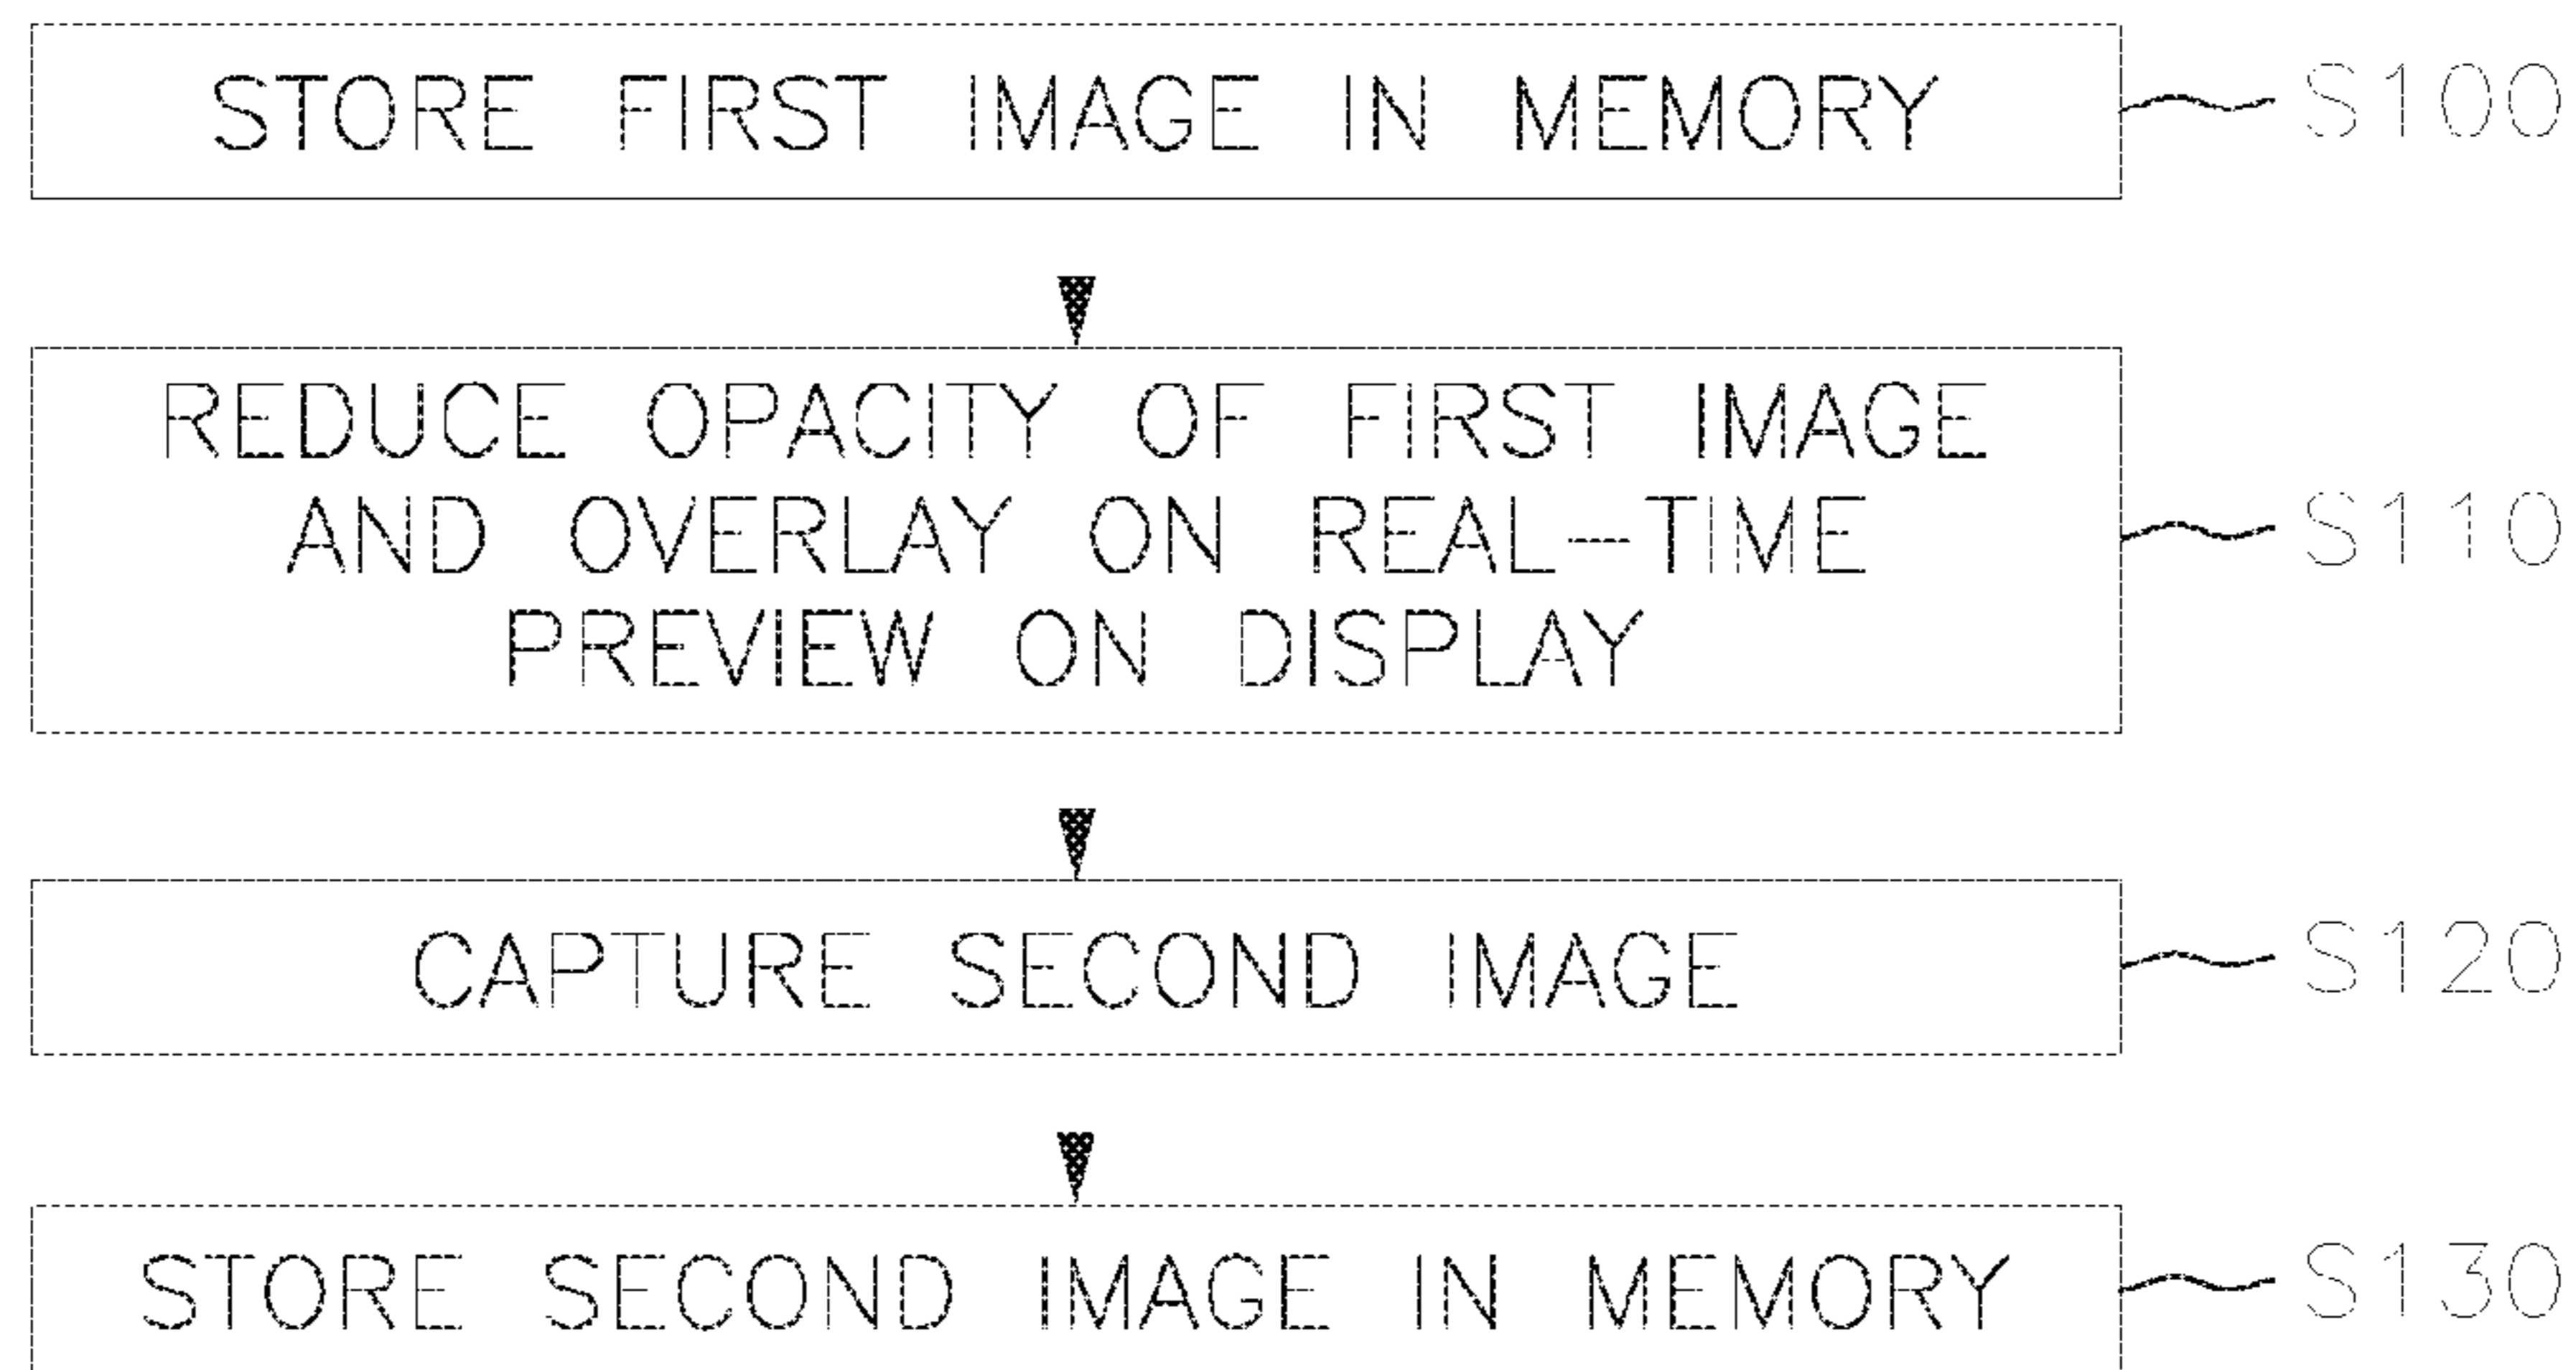 STORE FIRST IMAGE IN MEMORY
S100
REDUCE OPACITY OF FIRST IMAGE
AND OVERLAY ON REAL-TIME
S110
PREVIEW ON DISPLAY
CAPTURE SECOND IMAGE
S120
STORE SECOND IMAGE IN MEMORY
S130